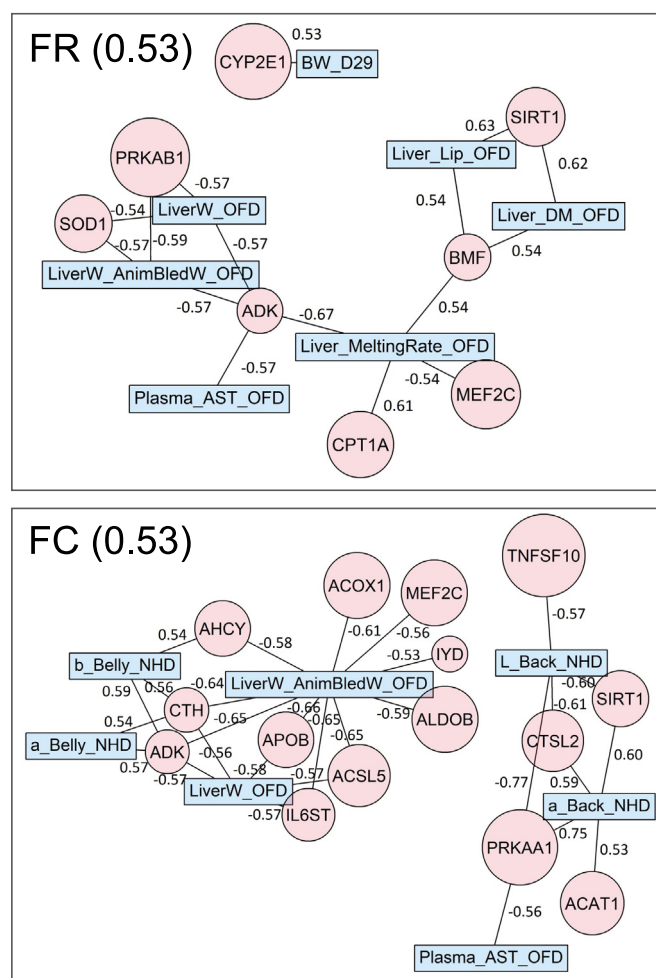 FR (0.53)
CYP2E1
0.53
BW_D29
SIRT1
0.63
Liver_Lip_OFD
0.62
PRKAB1
-0.57
0.54
Liver_DM_OFD
SOD1
-0.54
LiverW_OFD
-0.57
-0.59
-0.57
0.54
BMF
LiverW_AnimBledW_OFD
-0.57
ADK
-0.67
0.54
Liver_MeltingRate_OFD
-0.57
-0.54
Plasma_AST_OFD
MEF2C
0.61
CPT1A
FC (0.53)
TNFSF10
ACOX1
MEF2C
-0.57
AHCY
-0.61
-0.56
0.54
-0.58
-0.53
IYD
b_Belly_NHD
L_Back_NHD
LiverW_AnimBledW_OFD
-0.64
0.56
0.59
-0.60
SIRT1
CTH
-0.66
-0.59
ALDOB
-0.61
0.54
-0.65
-0.65
a_Belly_NHD
APOB
CTSL2
ADK
-0.56
-0.65
0.60
0.57
-0.58
-0.57
ACSL5
-0.77
0.59
-0.57
LiverW_OFD
a_Back_NHD
-0.57
IL6ST
0.75
PRKAA1
0.53
ACAT1
-0.56
Plasma_AST_OFD